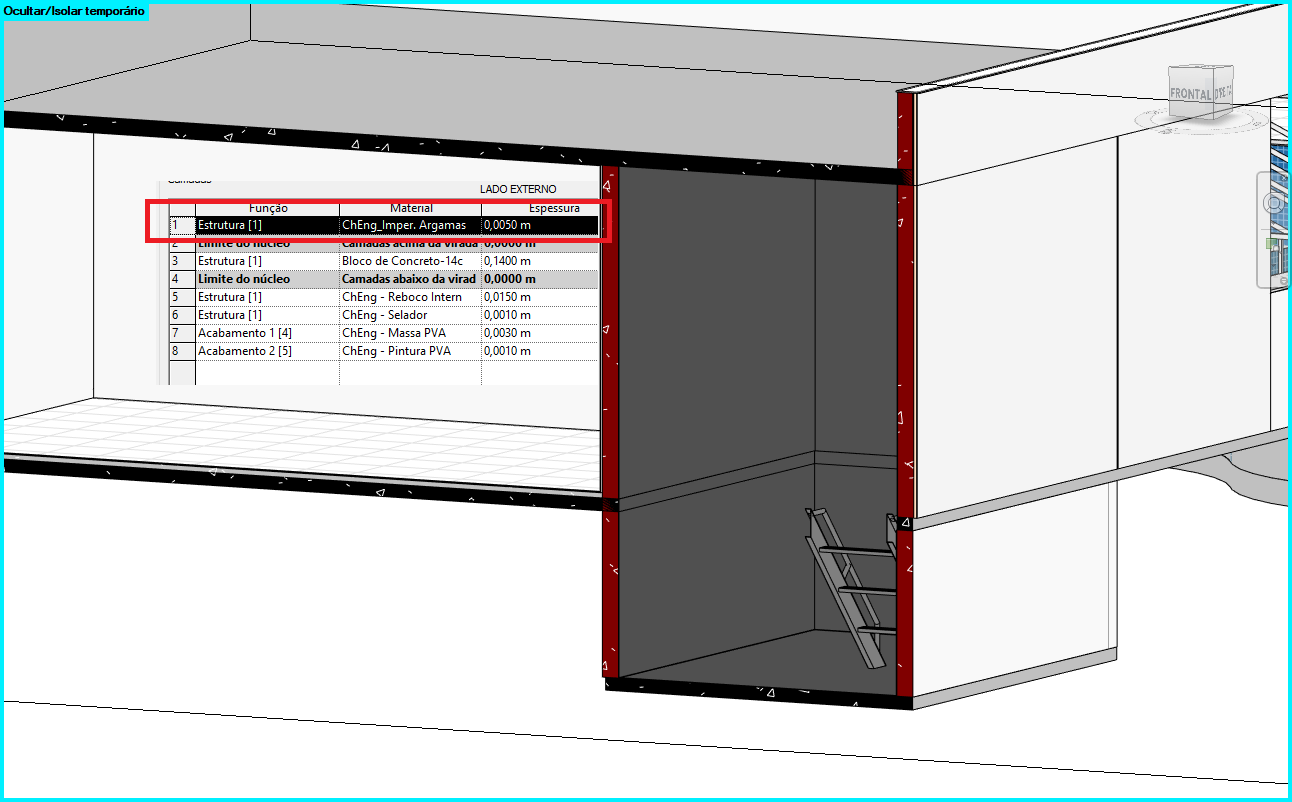 Ocultar/Isolar temporário
FRONTAL
Camadas
LADO EXTERNO
Função Material Espessura
1 Estrutura [1] ChEng_Imper. Argamas 0,0050 m
2 Limite do núcleo Camadas acima da virada 0,0000 m
3 Estrutura [1] Bloco de Concreto-14c 0,1400 m
4 Limite do núcleo Camadas abaixo da virad 0,0000 m
5 Estrutura [1] ChEng - Reboco Intern 0,0150 m
6 Estrutura [1] ChEng - Selador 0,0010 m
7 Acabamento 1 [4] ChEng - Massa PVA 0,0030 m
8 Acabamento 2 [5] ChEng - Pintura PVA 0,0010 m